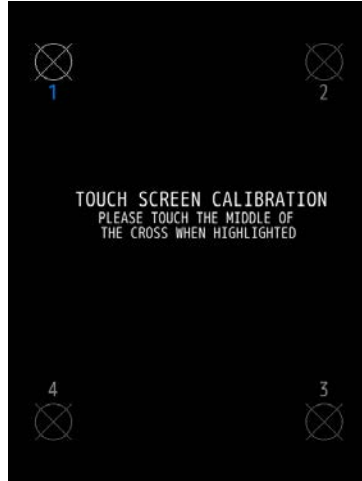 1
2
TOUCH SCREEN CALIBRATION
PLEASE TOUCH THE MIDDLE OF
THE CROSS WHEN HIGHLIGHTED
4
3